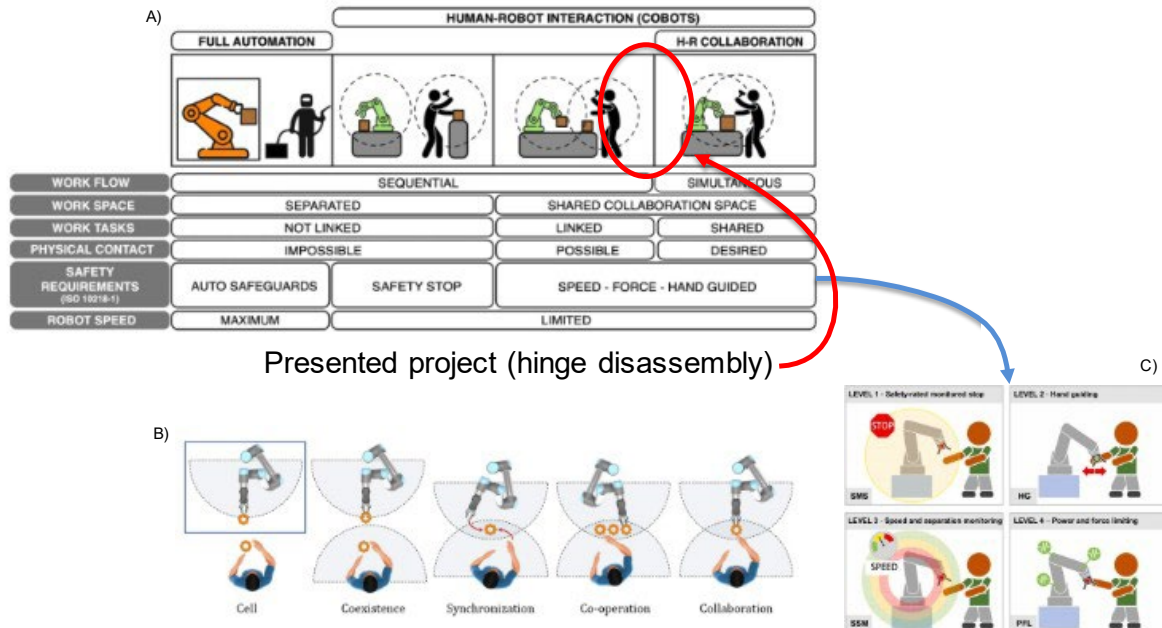 A)
HUMAN-ROBOT INTERACTION (COBOTS)
FULL AUTOMATION
H-R COLLABORATION
WORK FLOW
SEQUENTIAL
SIMULTANEOUS
WORK SPACE
SEPARATED
SHARED COLLABORATION SPACE
WORK TASKS
NOT LINKED
LINKED
SHARED
PHYSICAL CONTACT
IMPOSSIBLE
POSSIBLE
DESIRED
SAFETY
REQUIREMENTS
(ISO 10218-1)
AUTO SAFEGUARDS
SAFETY STOP
SPEED - FORCE - HAND GUIDED
ROBOT SPEED
MAXIMUM
LIMITED
Presented project (hinge disassembly)
B)
Cell
Coexistence
Synchronization
Co-operation
Collaboration
C)
LEVEL 1 - Safety-rated monitored stop
STOP
SMS
LEVEL 2 - Hand guiding
HG
LEVEL 3 - Speed and separation monitoring
SPEED
SSM
LEVEL 4 - Power and force limiting
PFL